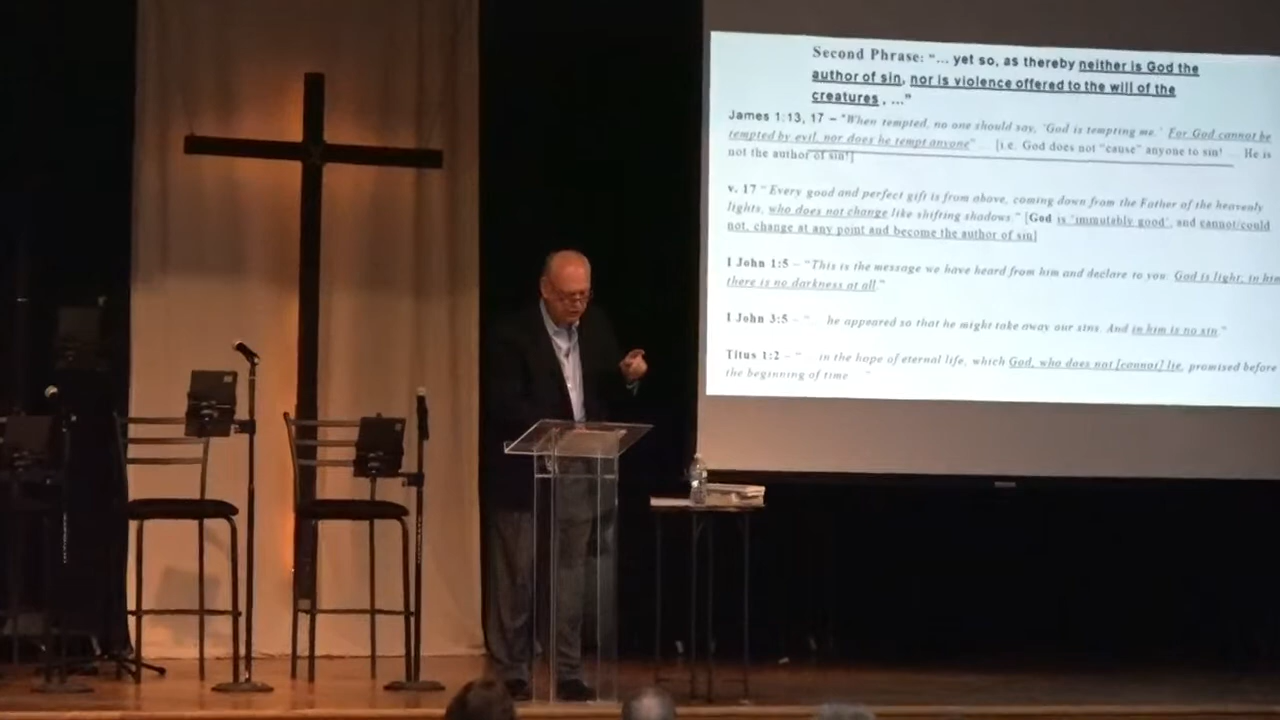 Second Phrase: "... yet so, as thereby neither is God the
author of sin, nor is violence offered to the will of the
creatures , ..."
James 1:13, 17 – "When tempted, no one should say, 'God is tempting me.' For God cannot be
tempted by evil, nor does he tempt anyone" ... [i.e. God does not "cause" anyone to sin! ... He is
not the author of sin!]
v. 17 "Every good and perfect gift is from above, coming down from the Father of the heavenly
lights, who does not change like shifting shadows." [God is 'immutably good', and cannot/could
not, change at any point and become the author of sin]
I John 1:5 – "This is the message we have heard from him and declare to you: God is light; in him
there is no darkness at all."
I John 3:5 – "... he appeared so that he might take away our sins. And in him is no sin."
Titus 1:2 – "... in the hope of eternal life, which God, who does not [cannot] lie, promised before
the beginning of time ..."